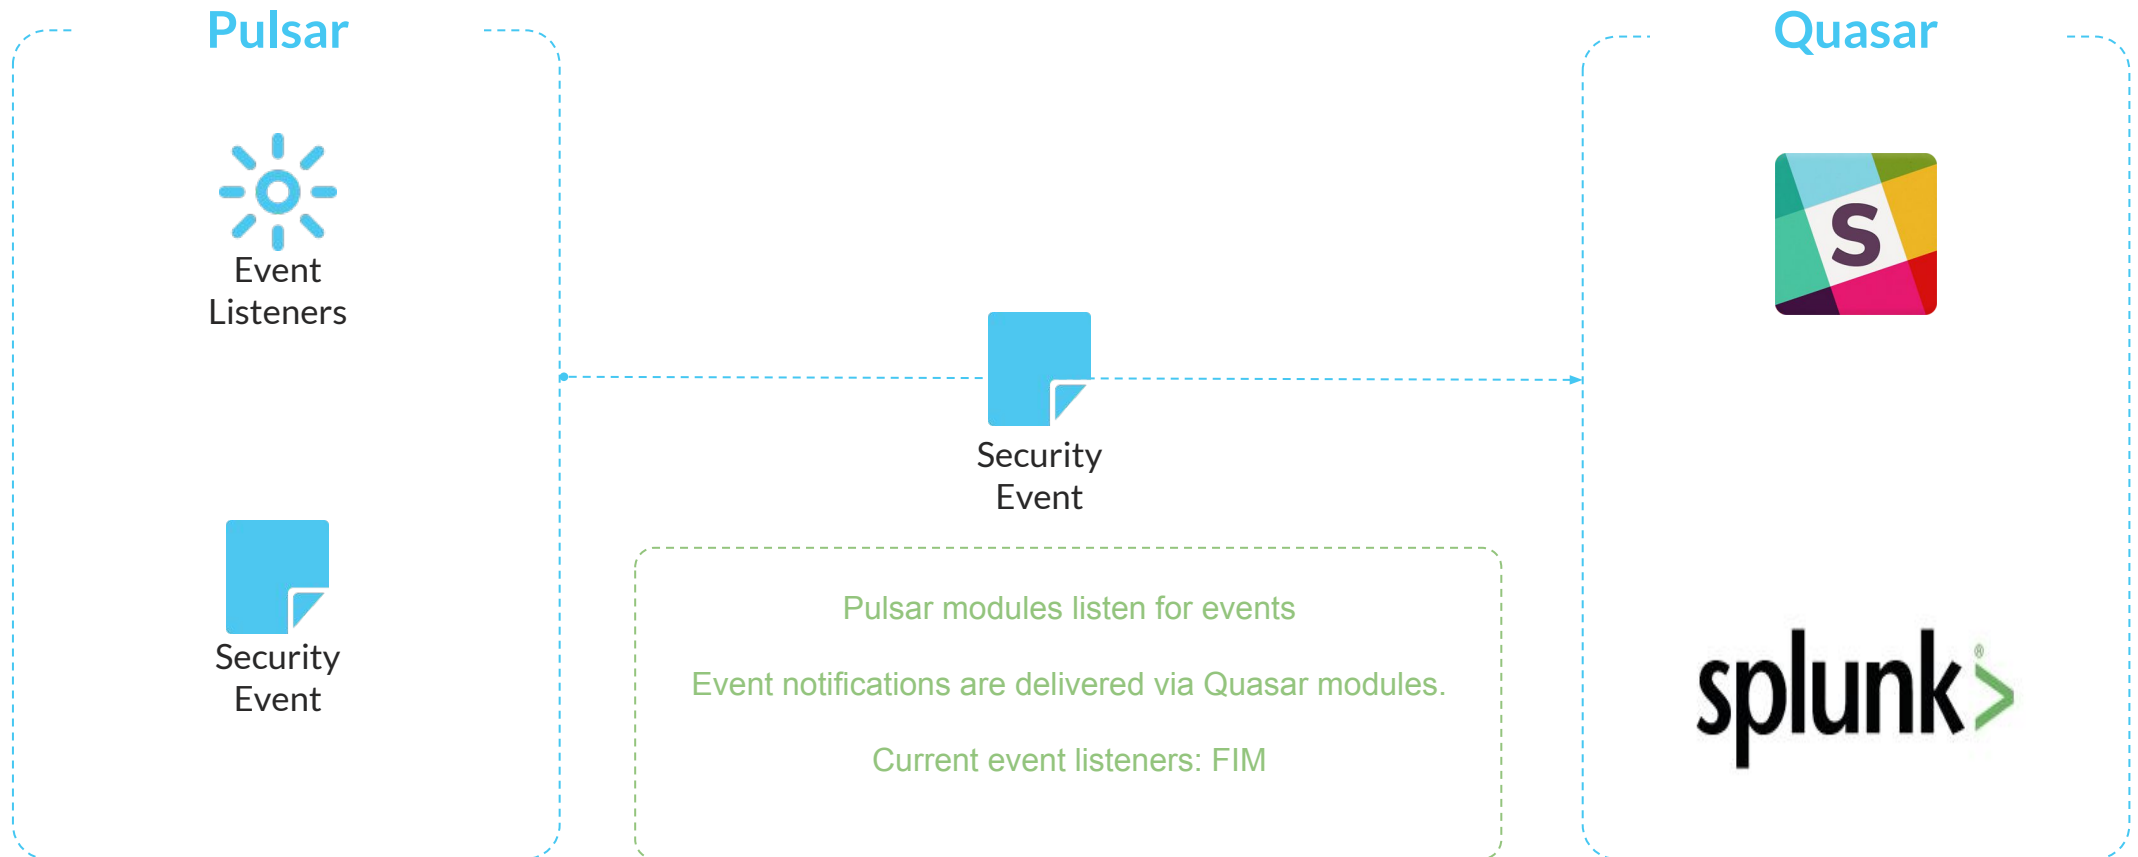 Pulsar
Quasar
Event
Listeners
S
Security
Event
Security
Event
Pulsar modules listen for events
Event notifications are delivered via Quasar modules.
Current event listeners: FIM
splunk>®